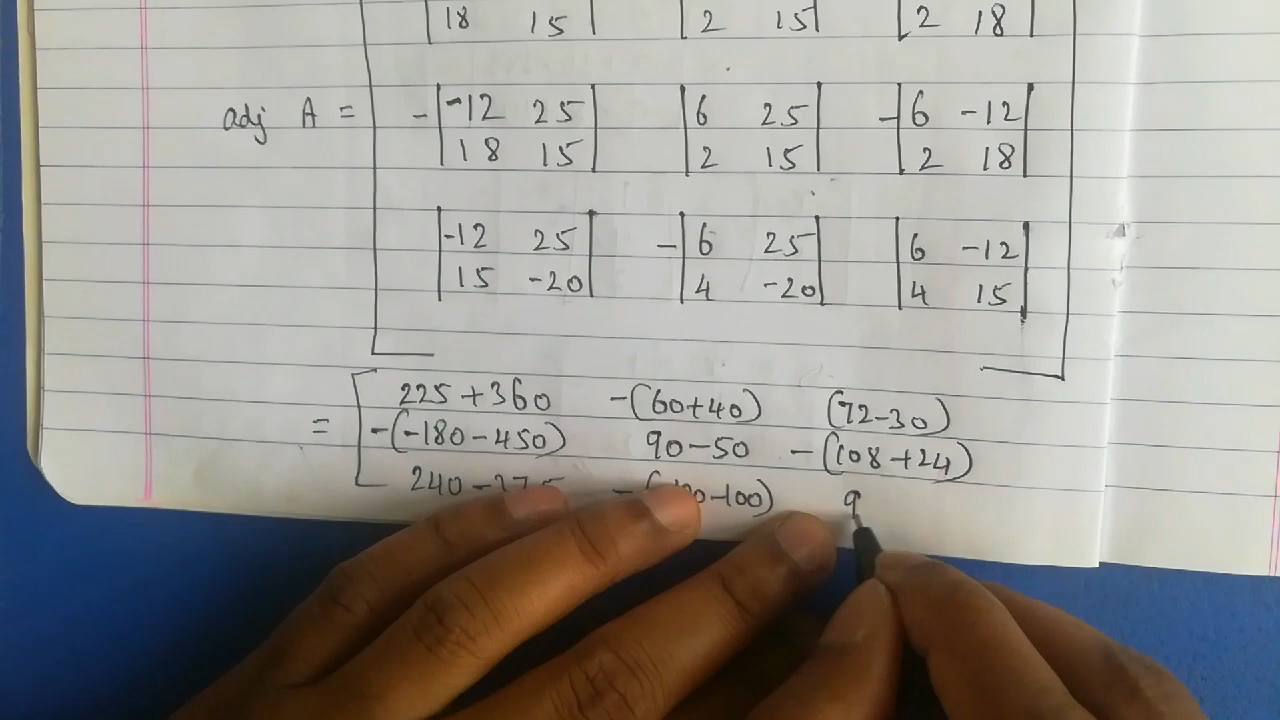 18 15 2 15 2 18
adj A = -|-12 25| |6 25| -|6 -12|
|18 15| |2 15| |2 18|
|-12 25| -|6 25| |6 -12|
|15 -20| |4 -20| |4 15|
= [225+360 -(60+40) (72-30)
-(-180-450) 90-50 -(108+24)
240- -100) 9